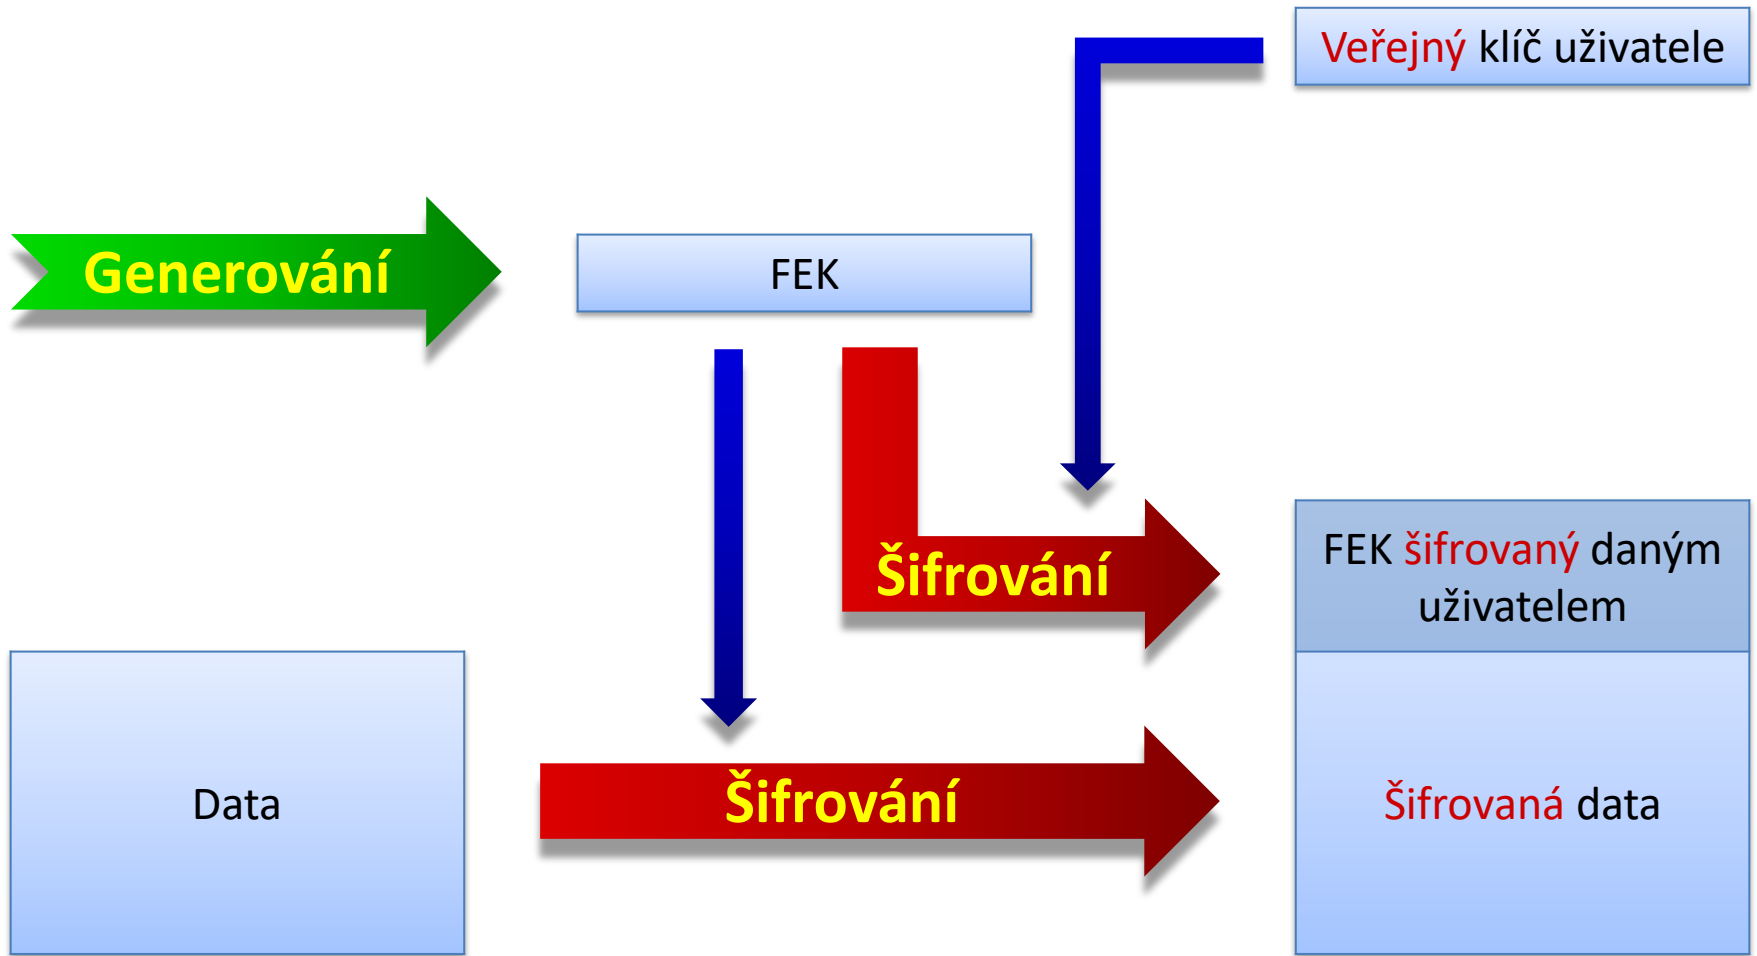 Veřejný klíč uživatele
Generování
FEK
Šifrování
FEK šifrovaný daným
uživatelem
Data
Šifrování
Šifrovaná data